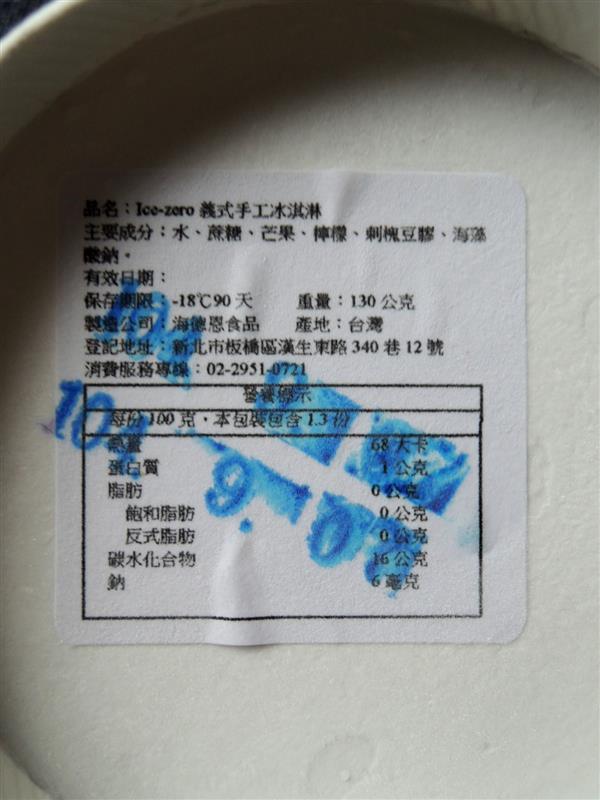 品名：Ice-zero 義式手工冰淇淋
主要成分：水、蔗糖、芒果、檸檬、刺槐豆膠、海藻
酸鈉。
有效日期：
保存期限：-18℃90 天 重量：130 公克
製造公司：海德恩食品 產地：台灣
登記地址：新北市板橋區漢生東路 340 巷 12 號
消費服務專線：02-2951-0721
營養標示
每份 100 克，本包裝包含 1.3 份
熱量 68 大卡
蛋白質 1 公克
脂肪 0 公克
飽和脂肪 0 公克
反式脂肪 0 公克
碳水化合物 16 公克
鈉 6 毫克